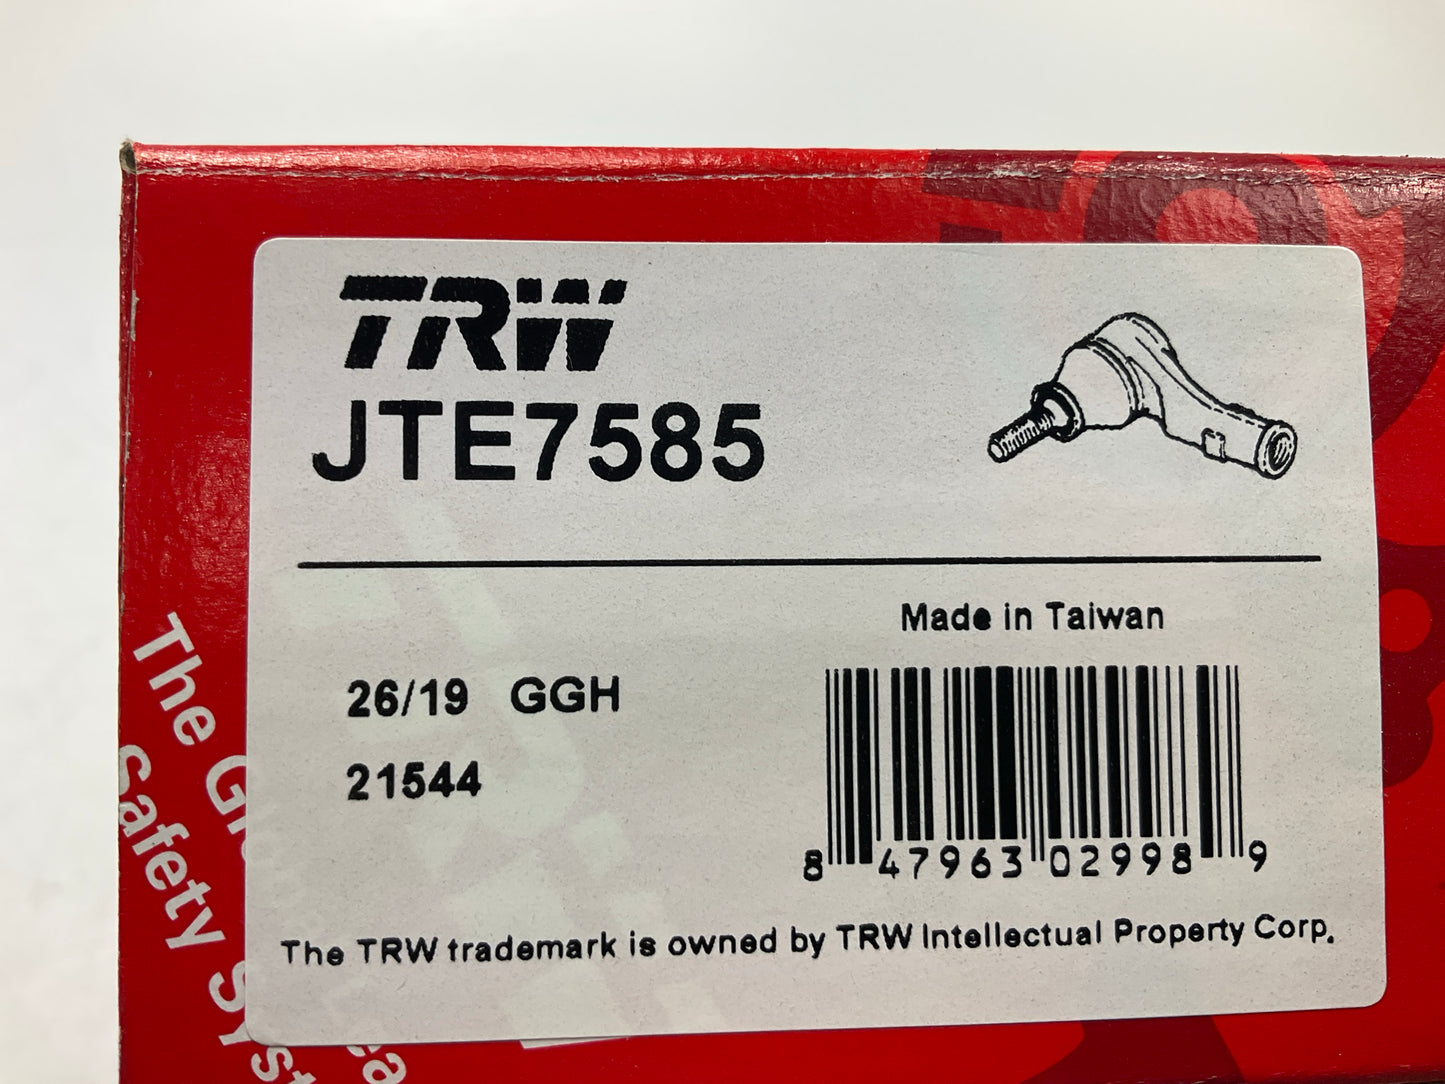 TRW
JTE7585
Made in Taiwan
26/19 GGH
21544
8 47963 02998 9
The TRW trademark is owned by TRW Intellectual Property Corp.
The
safety